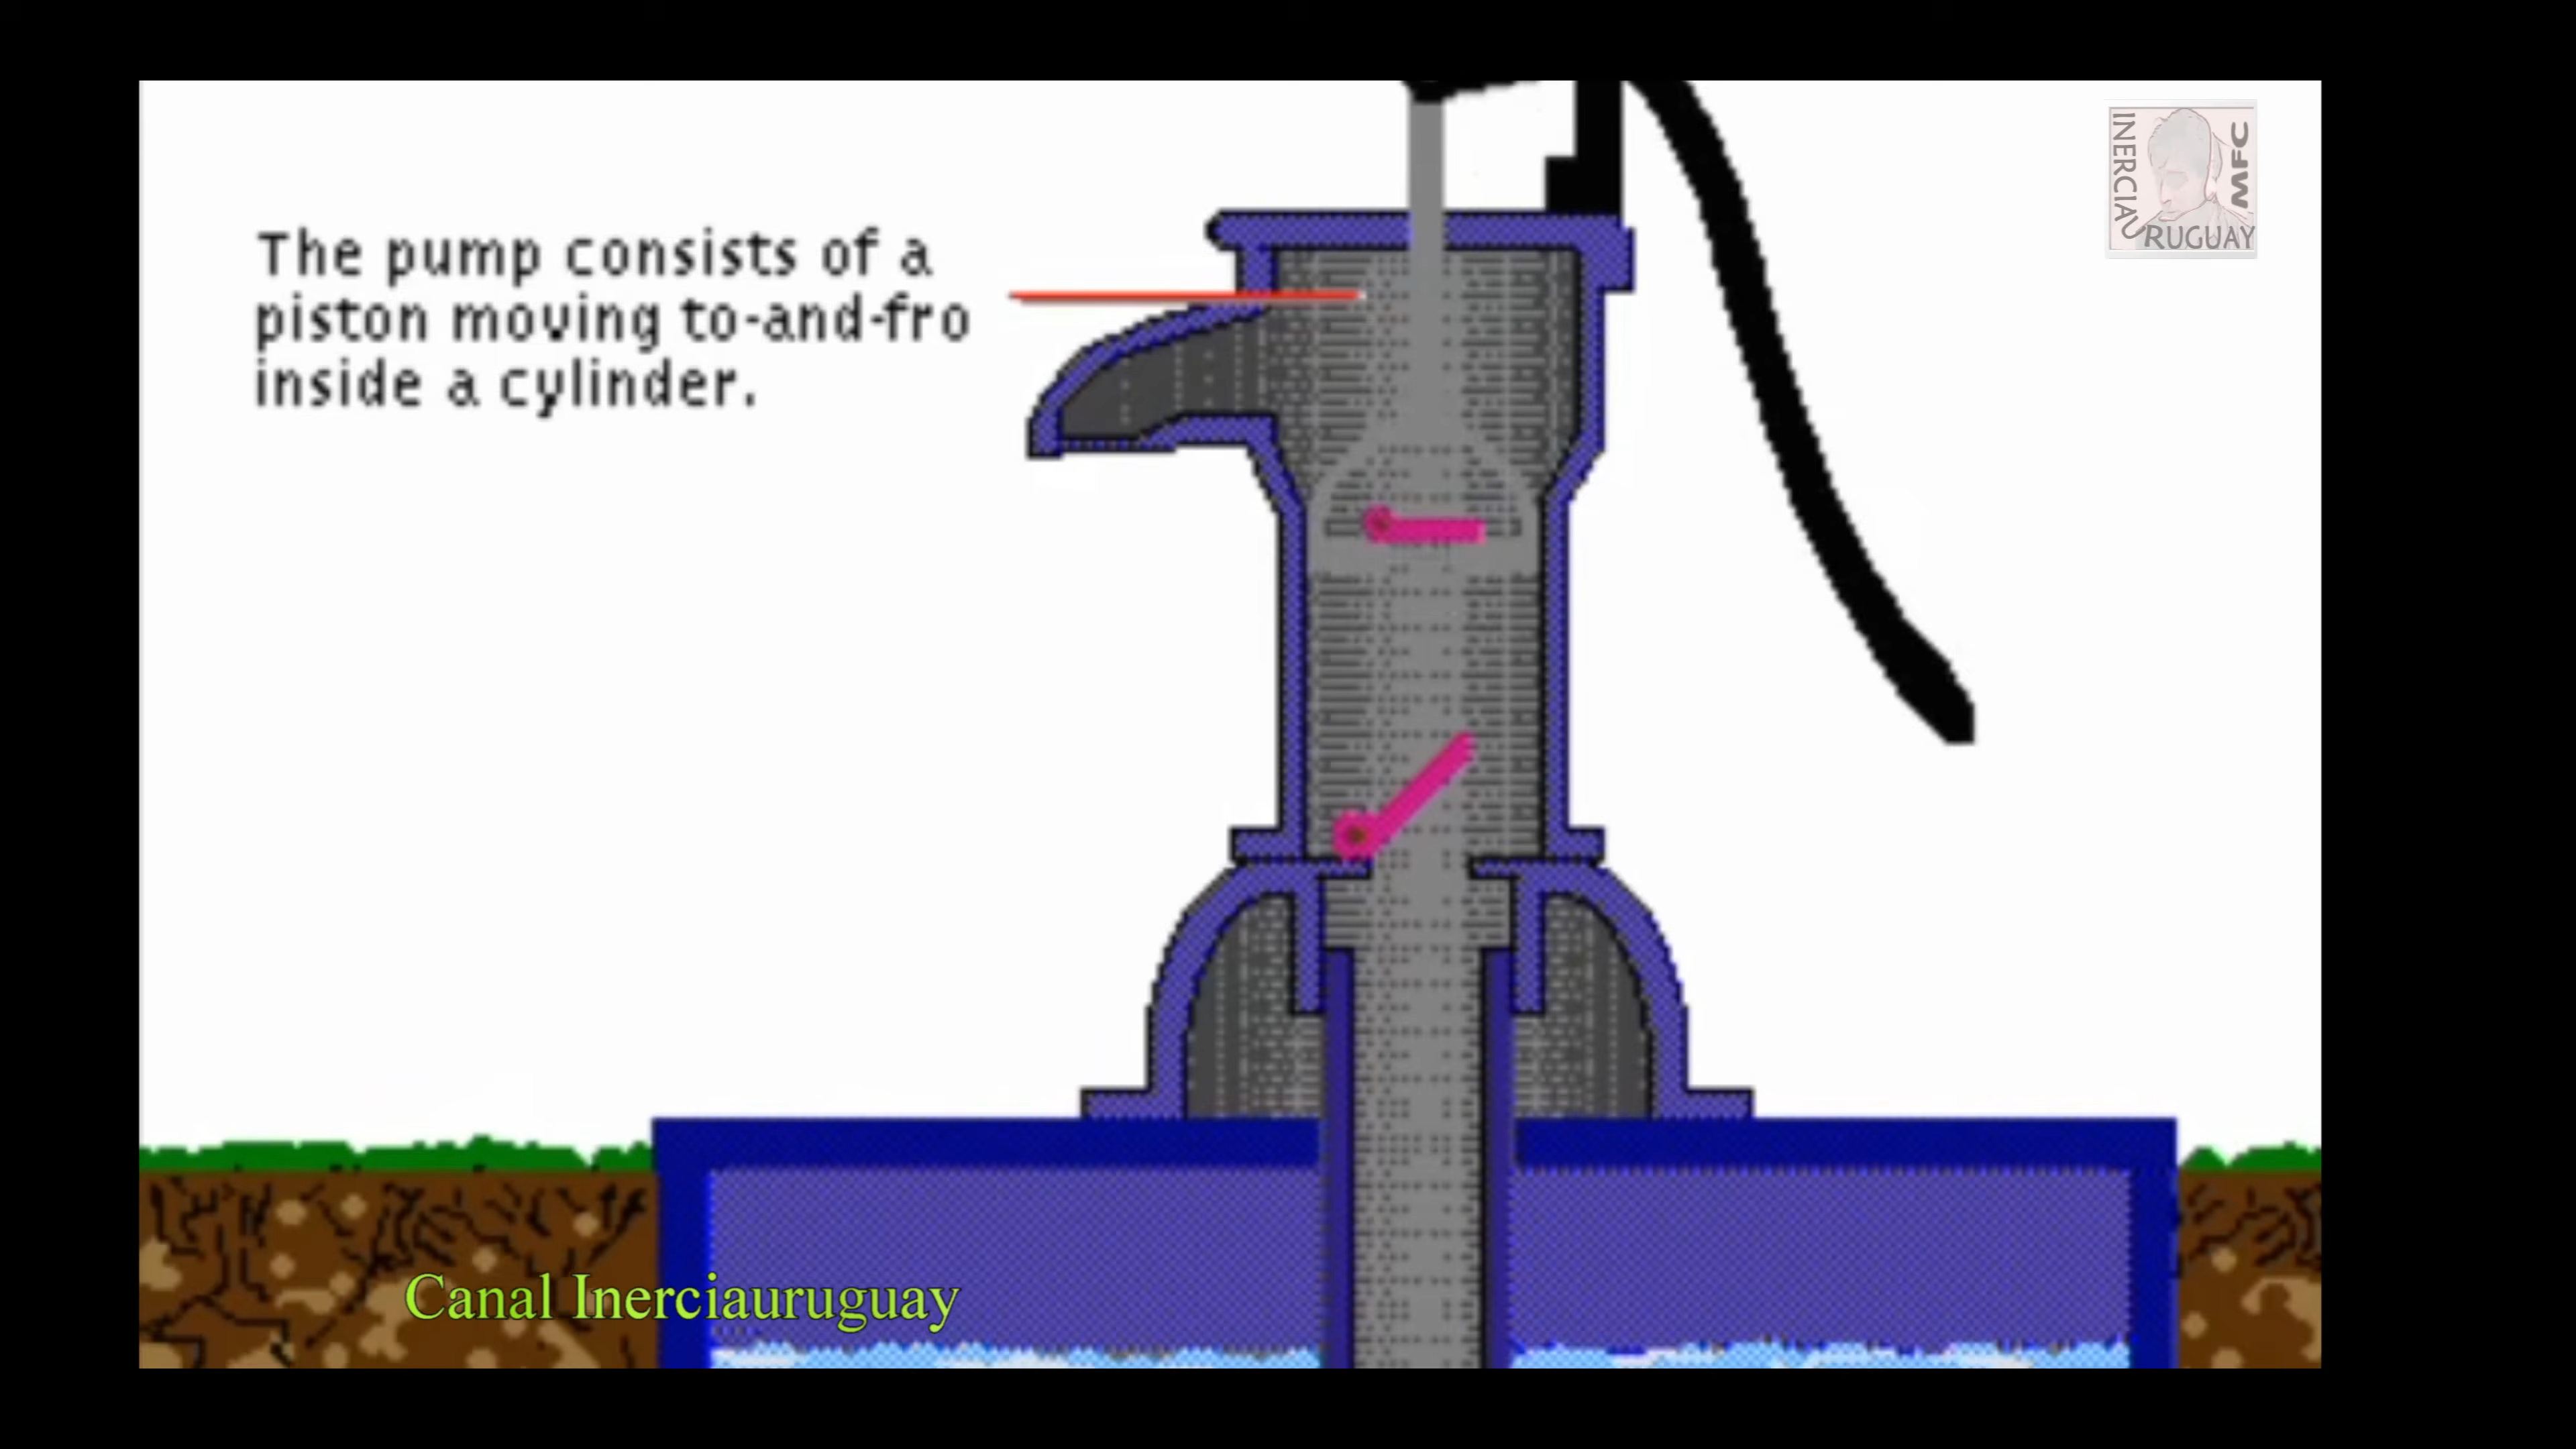 The pump consists of a
piston moving to-and-fro
inside a cylinder.
INERCIAURUGUAY
MFC
Canal Inerciauruguay